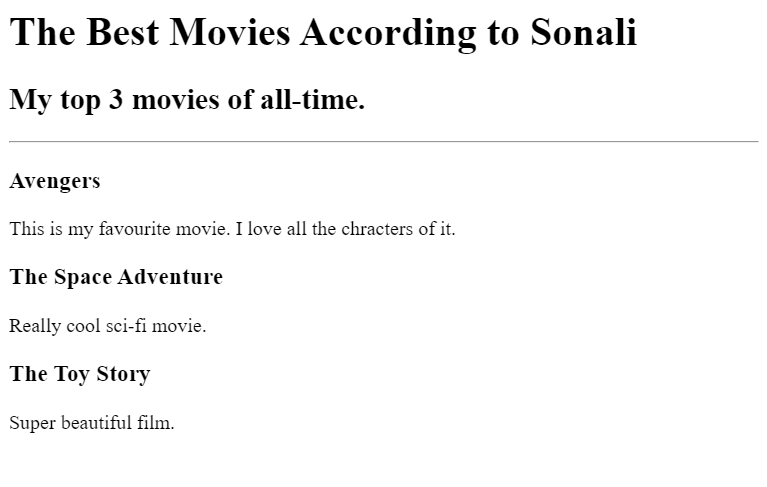 The Best Movies According to Sonali
My top 3 movies of all-time.
Avengers
This is my favourite movie. I love all the chracters of it.
The Space Adventure
Really cool sci-fi movie.
The Toy Story
Super beautiful film.